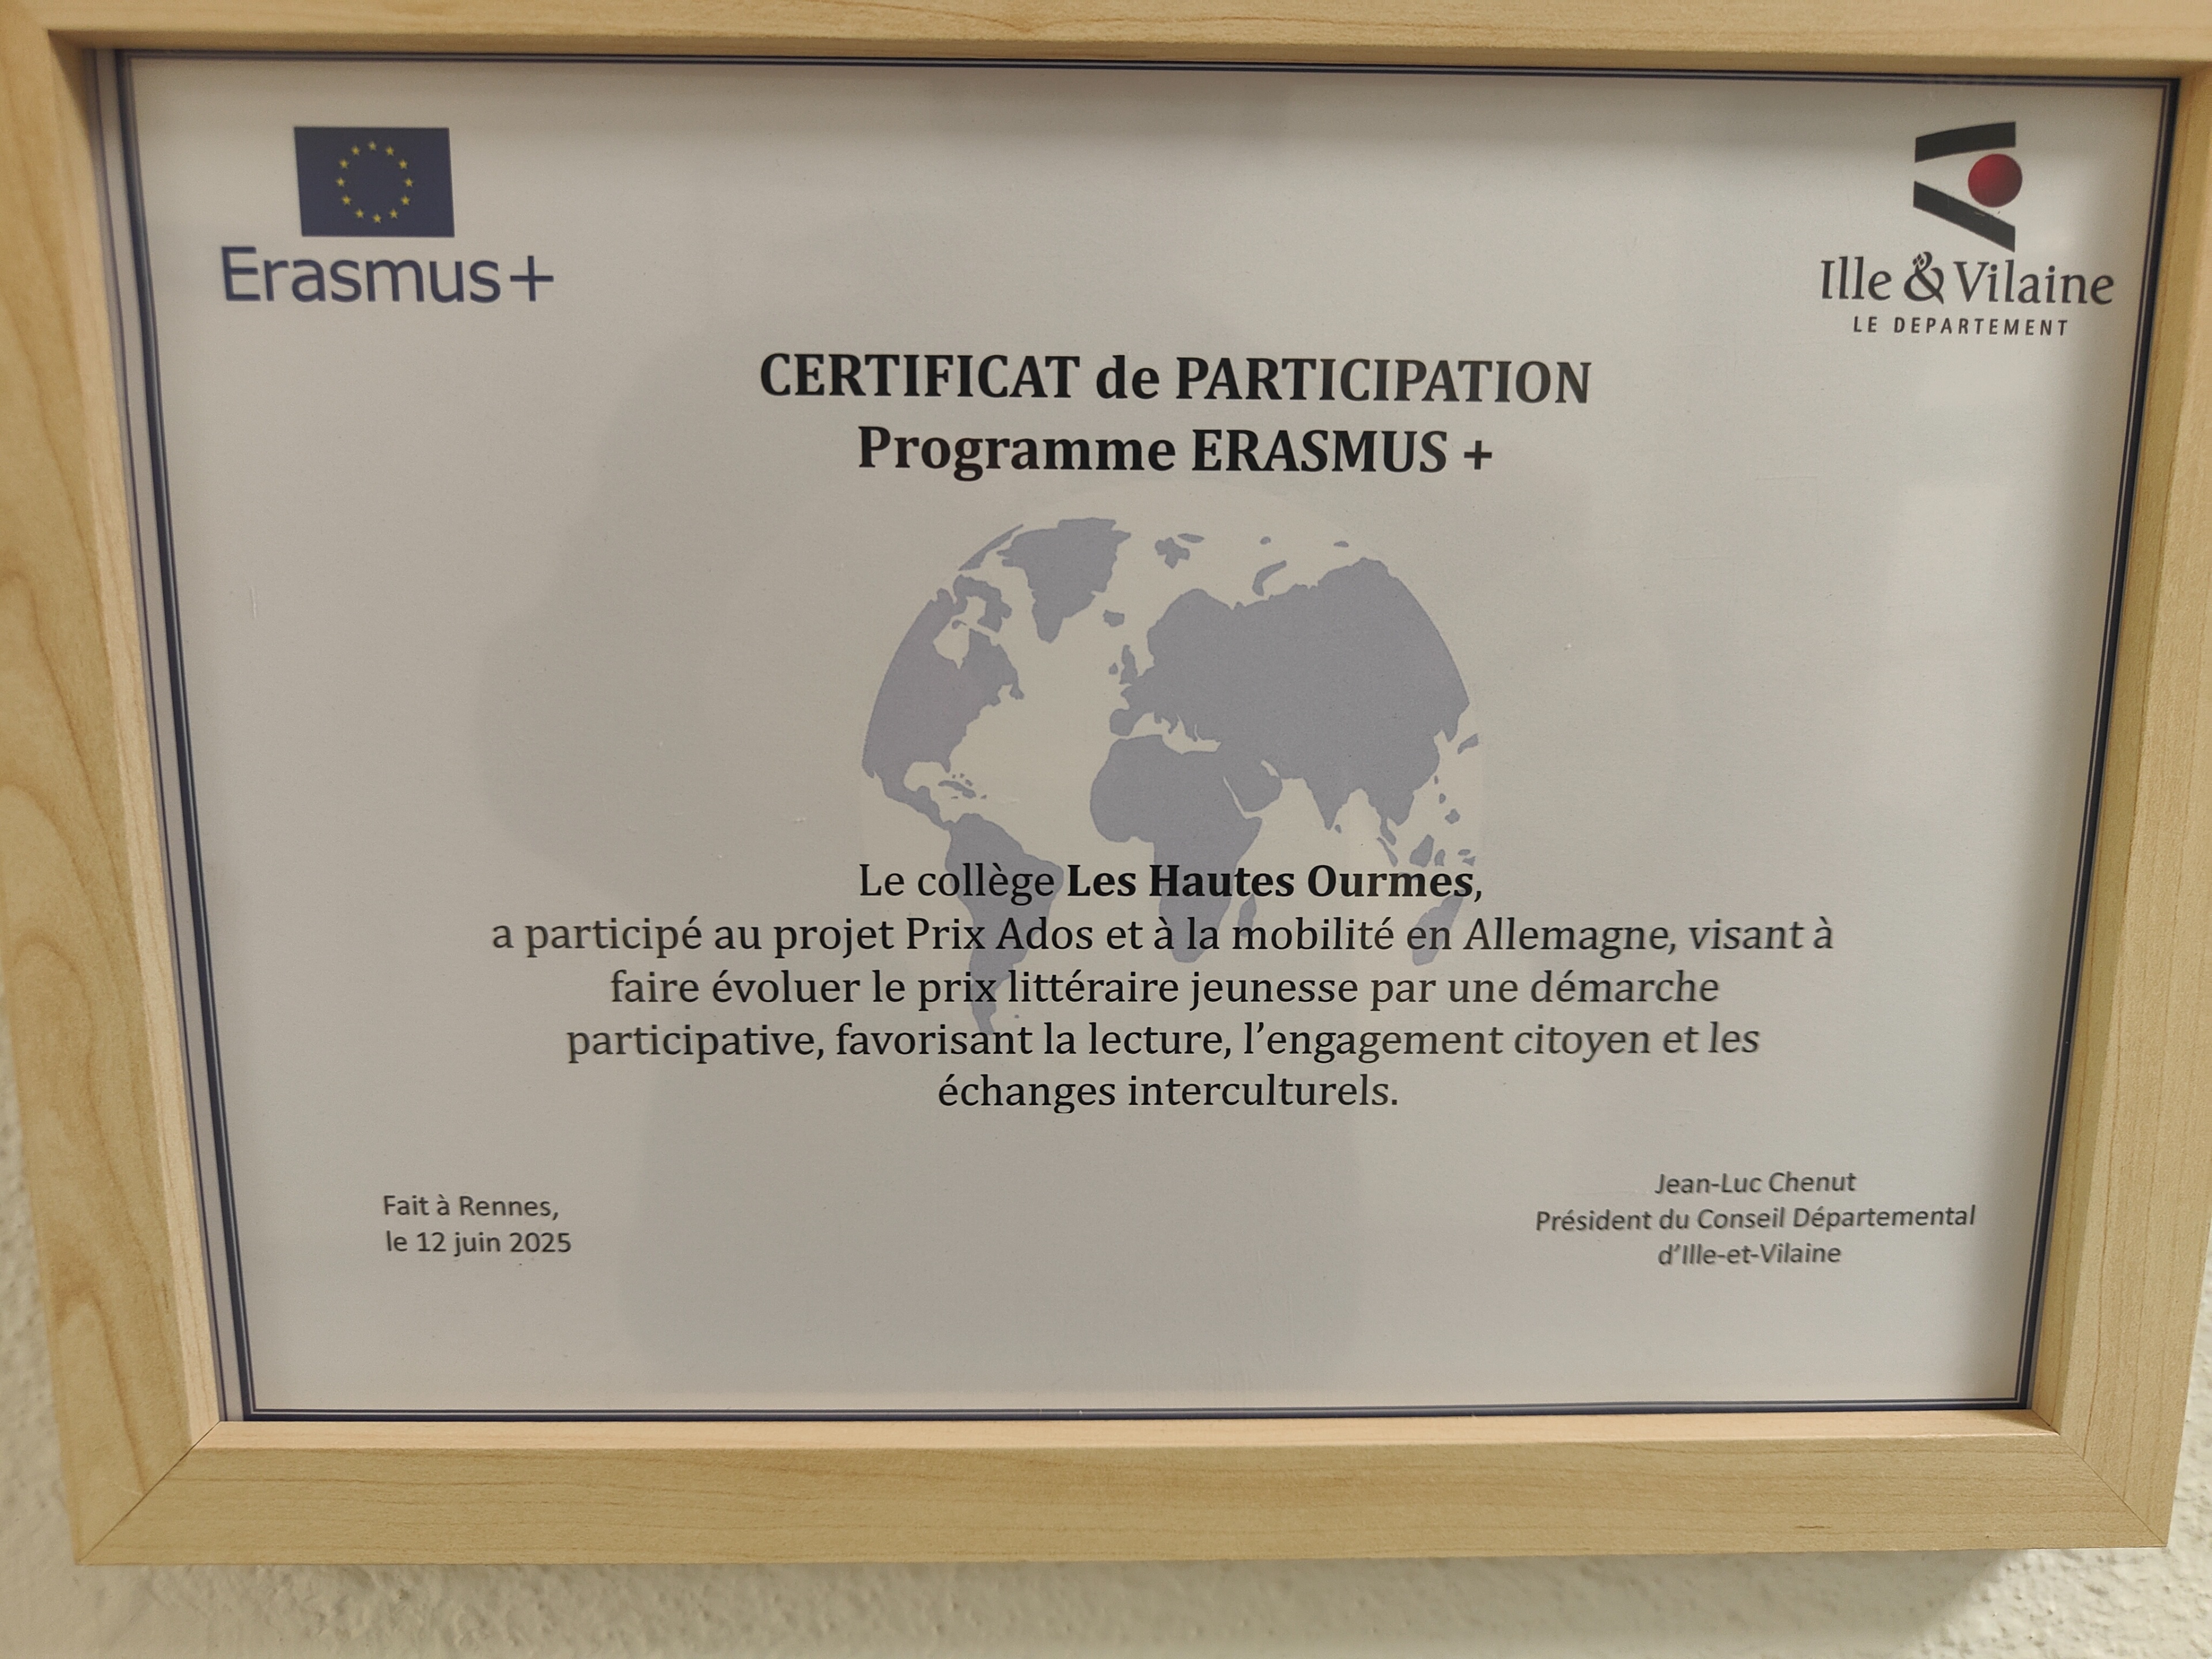 Erasmus+
Ille & Vilaine
LE DEPARTEMENT
CERTIFICAT de PARTICIPATION
Programme ERASMUS +
Le collège Les Hautes Ourmes,
a participé au projet Prix Ados et à la mobilité en Allemagne, visant à
faire évoluer le prix littéraire jeunesse par une démarche
participative, favorisant la lecture, l’engagement citoyen et les
échanges interculturels.
Fait à Rennes,
le 12 juin 2025
Jean-Luc Chenut
Président du Conseil Départemental
d’Ille-et-Vilaine